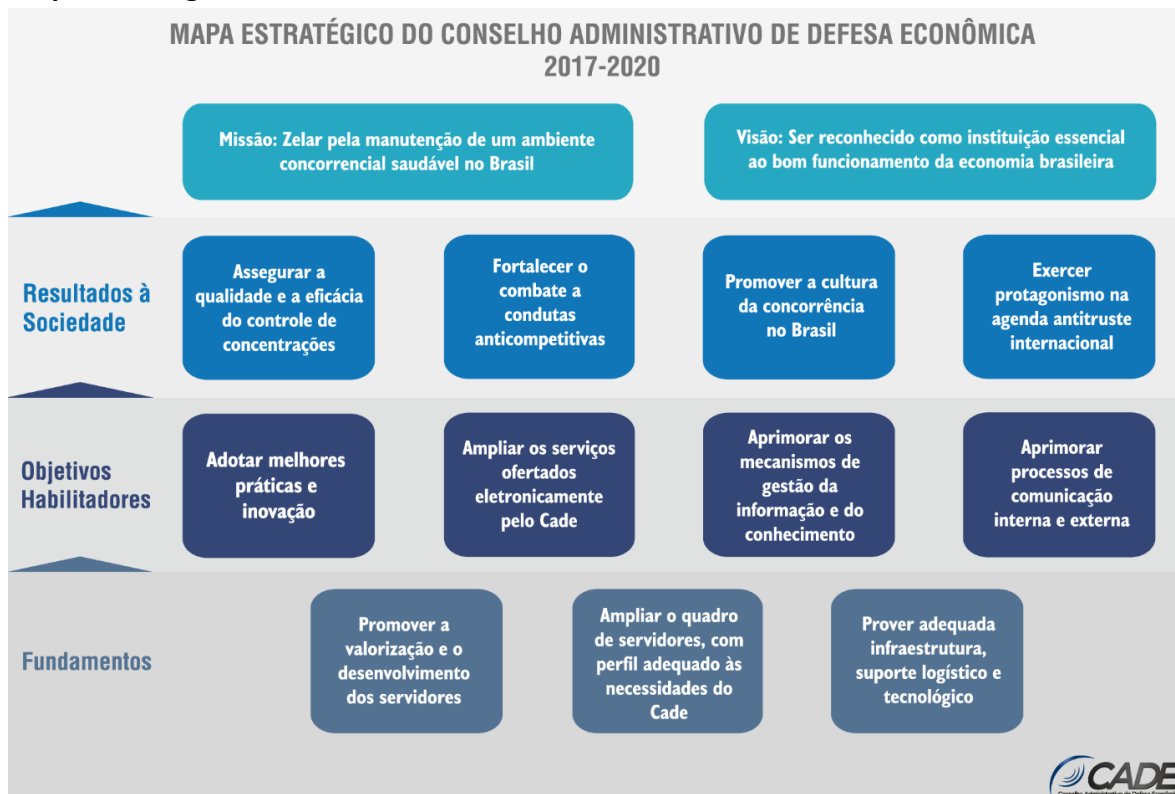 MAPA ESTRATÉGICO DO CONSELHO ADMINISTRATIVO DE DEFESA ECONÔMICA
2017-2020
Missão: Zelar pela manutenção de um ambiente
concorrencial saudável no Brasil
Visão: Ser reconhecido como instituição essencial
ao bom funcionamento da economia brasileira
Resultados à
Sociedade
Assegurar a
qualidade e a eficácia
do controle de
concentrações
Fortalecer o
combate a
condutas
anticompetitivas
Promover a cultura
da concorrência
no Brasil
Exercer
protagonismo na
agenda antitruste
internacional
Objetivos
Habilitadores
Adotar melhores
práticas e
inovação
Ampliar os serviços
ofertados
eletronicamente
pelo Cade
Aprimorar os
mecanismos de
gestão da
informação e do
conhecimento
Aprimorar
processos de
comunicação
interna e externa
Fundamentos
Promover a
valorização e o
desenvolvimento
dos servidores
Ampliar o quadro
de servidores, com
perfil adequado às
necessidades do
Cade
Prover adequada
infraestrutura,
suporte logístico e
tecnológico
CADE